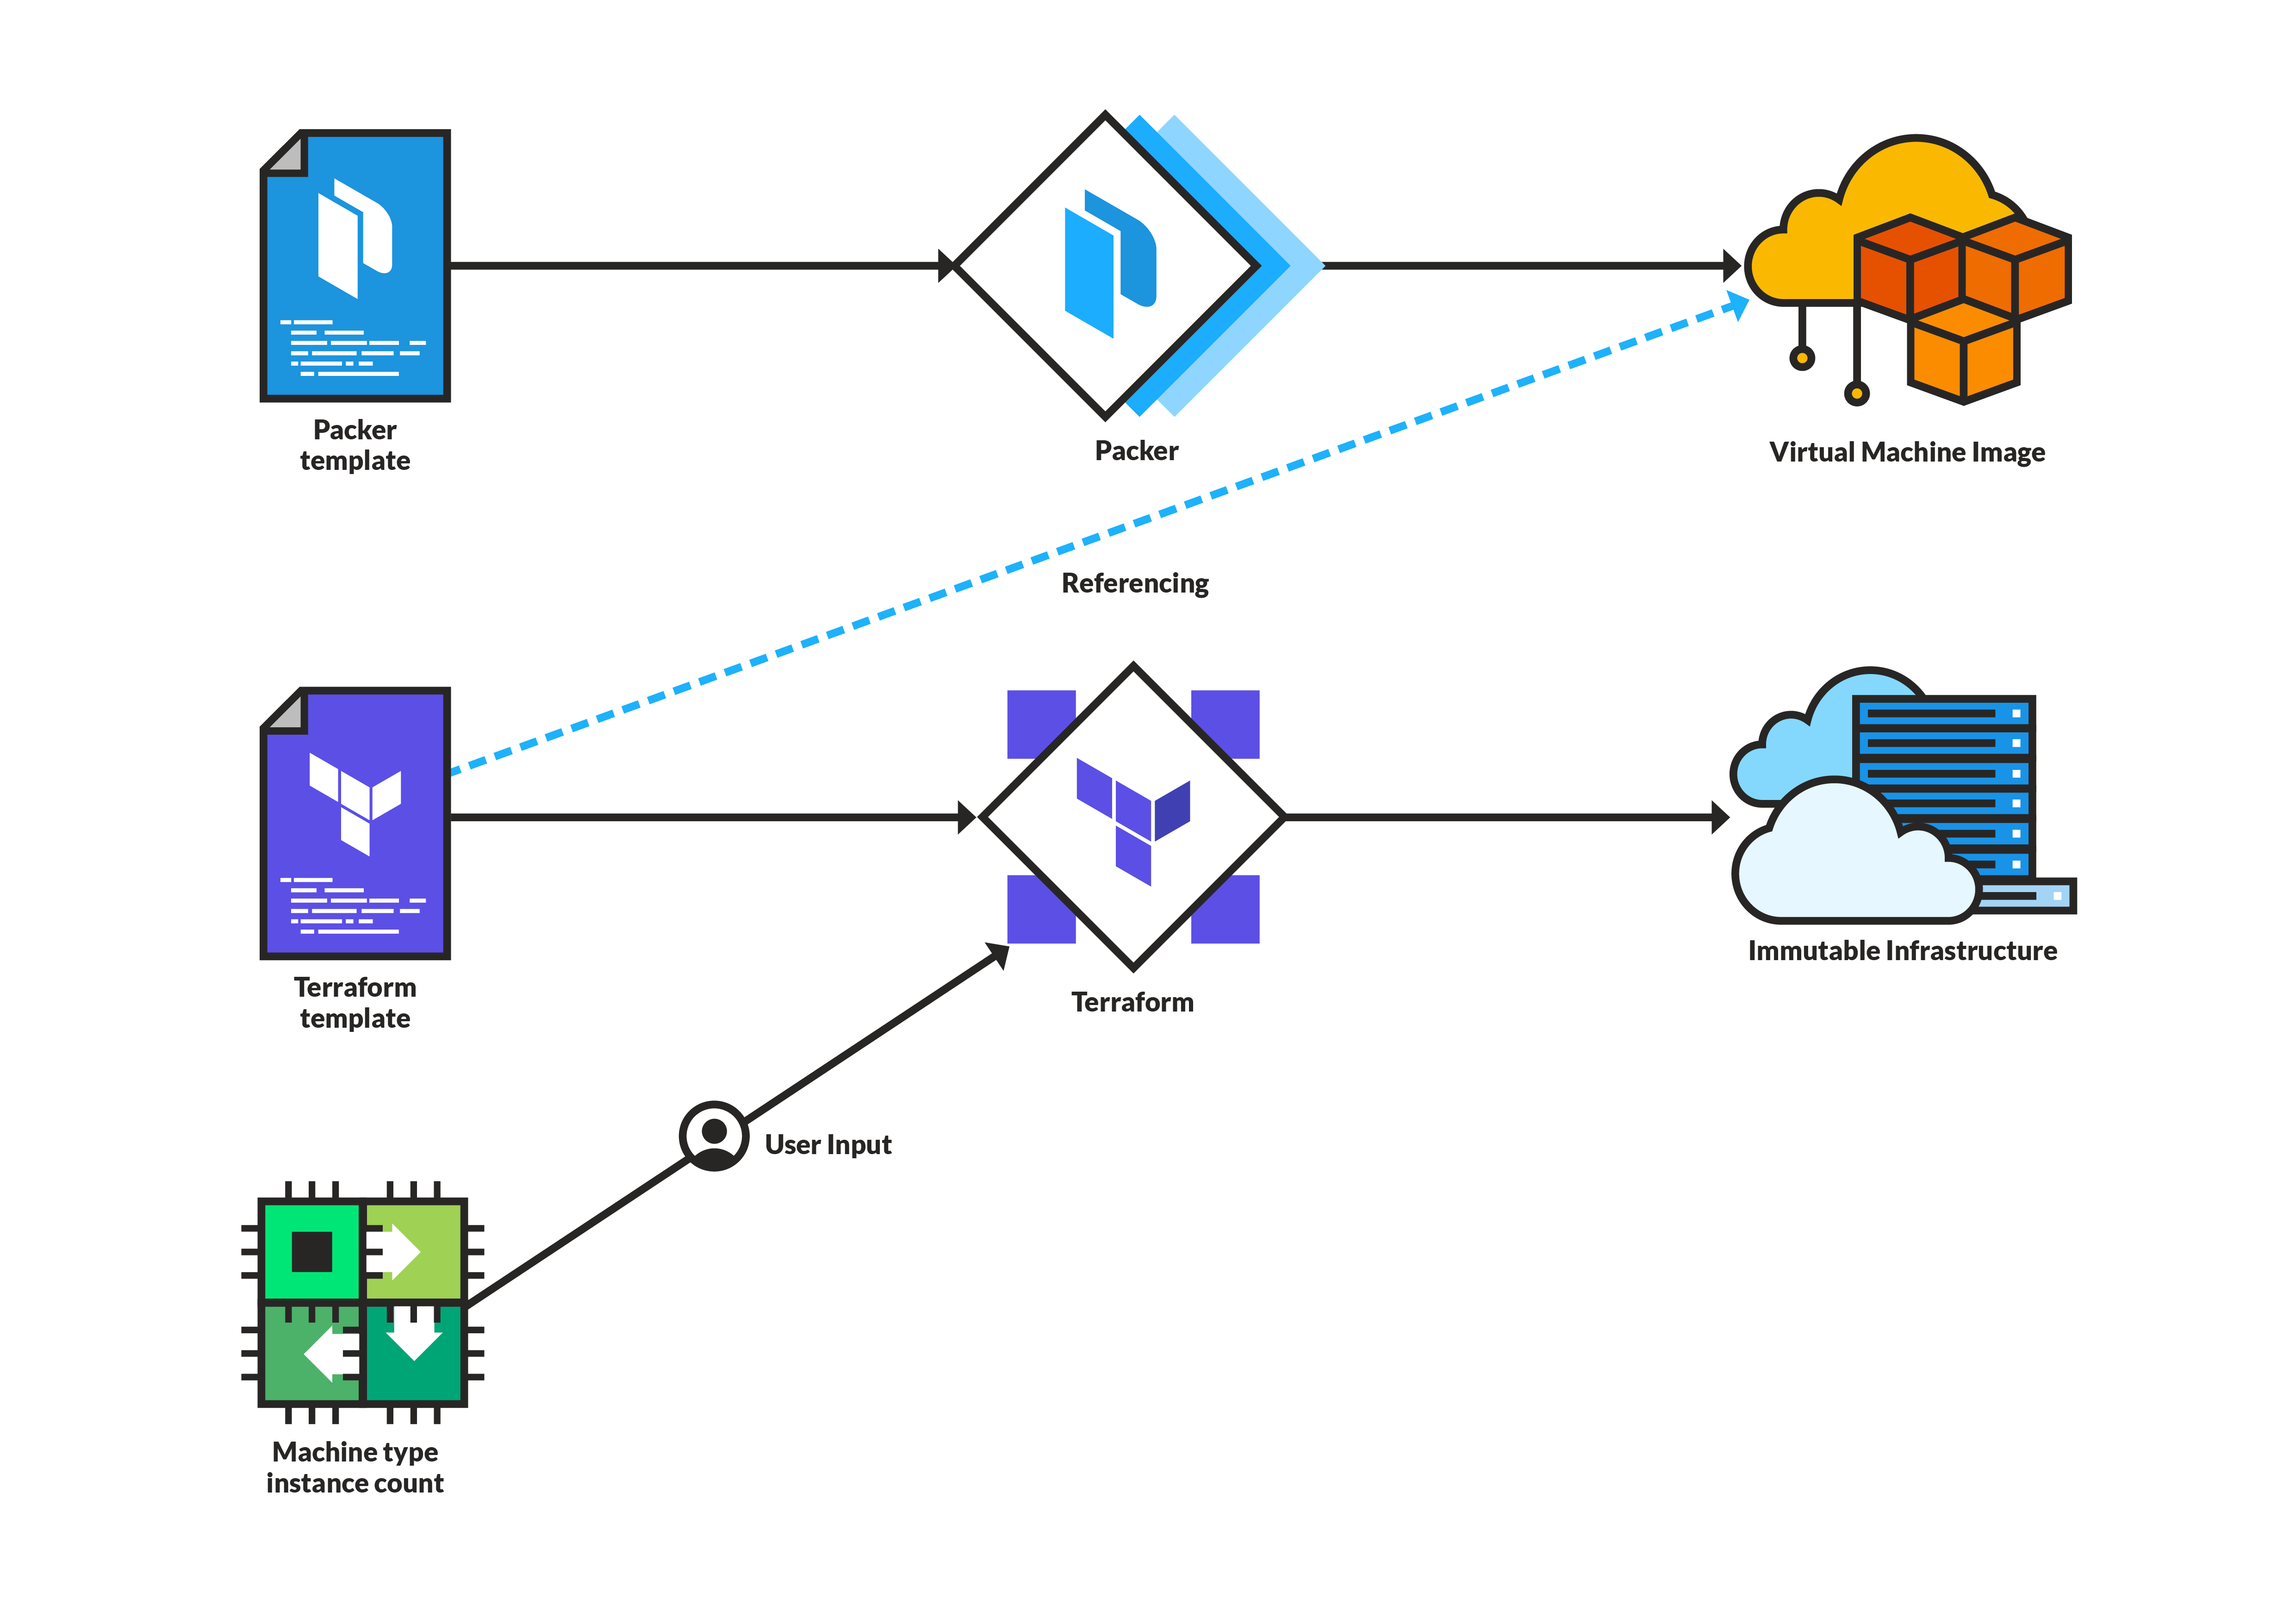 Packer
template
Packer
Virtual Machine Image
Referencing
Terraform
template
Terraform
Immutable Infrastructure
User Input
Machine type
instance count